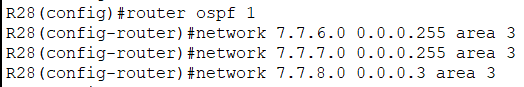 R28(config)#router ospf 1
R28(config-router)#network 7.7.6.0 0.0.0.255 area 3
R28(config-router)#network 7.7.7.0 0.0.0.255 area 3
R28(config-router)#network 7.7.8.0 0.0.0.3 area 3